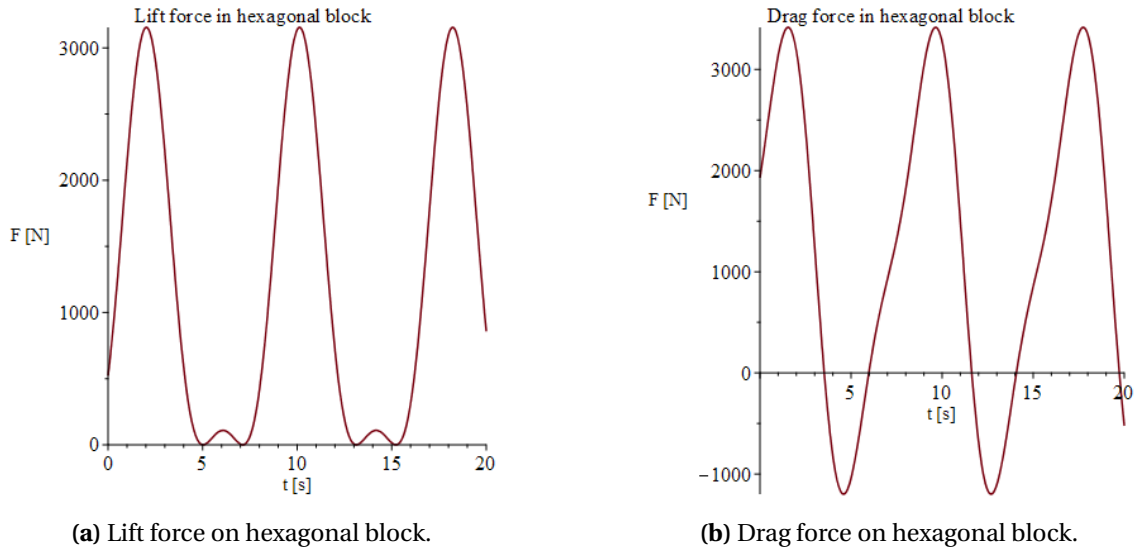 Lift force in hexagonal block
3000
2000
F [N]
1000
0
0 5 10 15 20
t [s]
(a) Lift force on hexagonal block.
Drag force in hexagonal block
3000
2000
F [N]
1000
0
5 10 15 20
t [s]
−1000
(b) Drag force on hexagonal block.